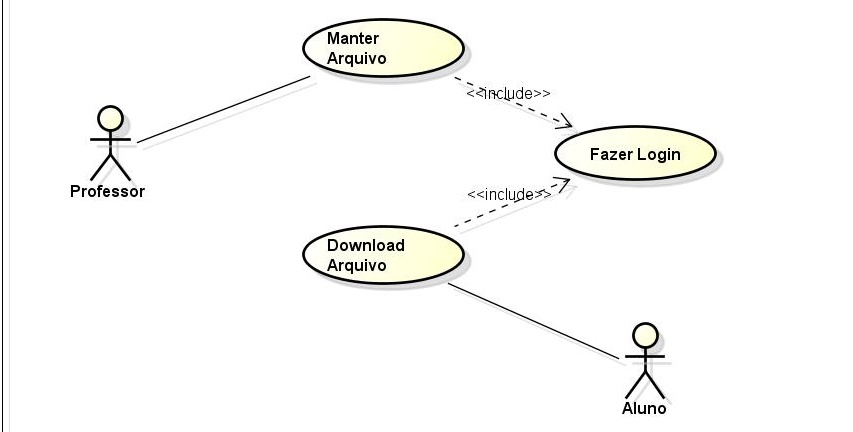 Manter
Arquivo
<<include>>
Fazer Login
Professor
<<include>>
Download
Arquivo
Aluno